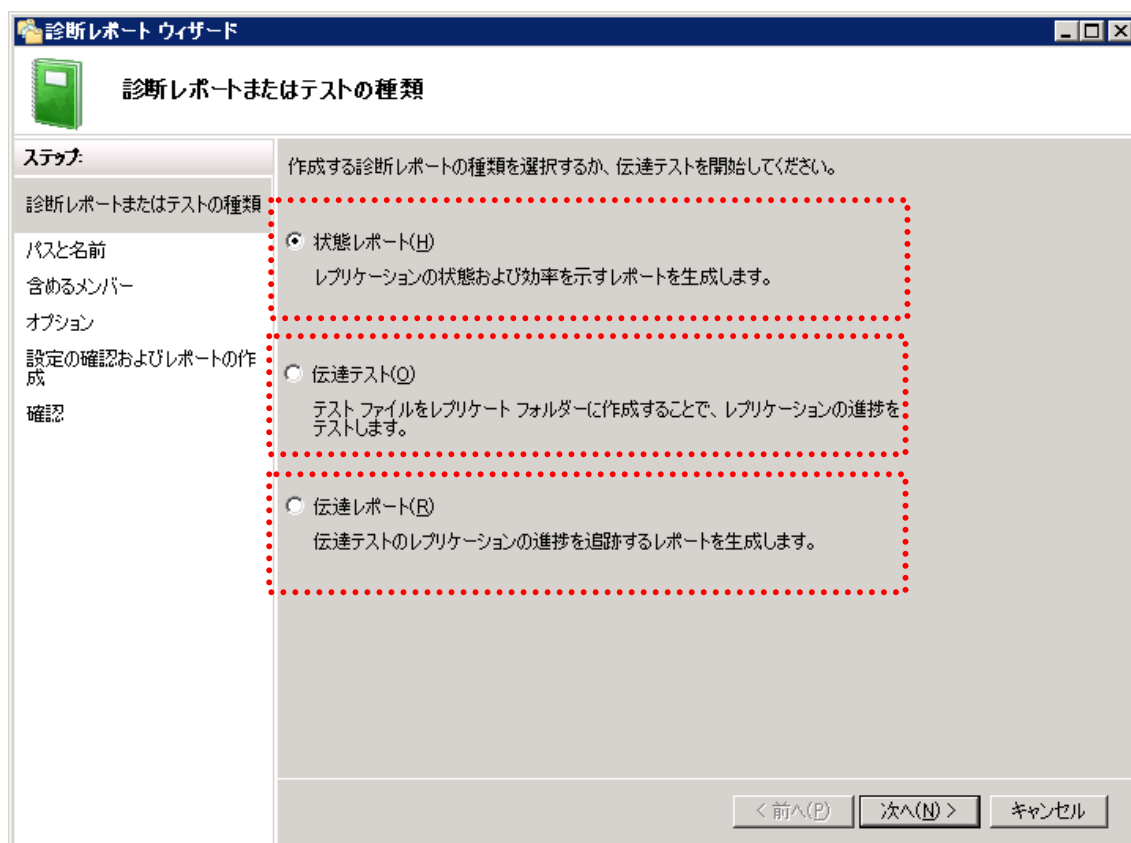 診断レポート ウィザード
診断レポートまたはテストの種類
ステップ:
診断レポートまたはテストの種類
パスと名前
含めるメンバー
オプション
設定の確認およびレポートの作
成
確認
作成する診断レポートの種類を選択するか、伝達テストを開始してください。
状態レポート(H)
レプリケーションの状態および効率を示すレポートを生成します。
伝達テスト(O)
テスト ファイルをレプリケート フォルダーに作成することで、レプリケーションの進捗を
テストします。
伝達レポート(R)
伝達テストのレプリケーションの進捗を追跡するレポートを生成します。
< 前へ(P)
次へ(N) >
キャンセル